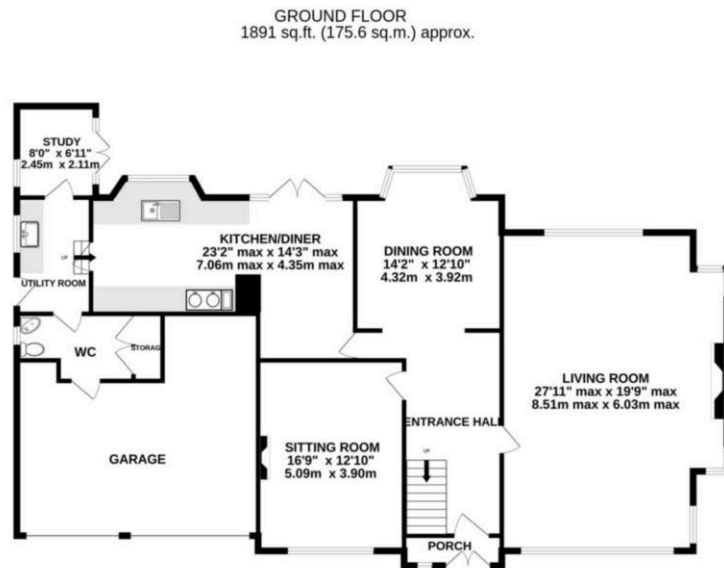 GROUND FLOOR
1891 sq.ft. (175.6 sq.m.) approx.
STUDY
8'0" x 6'11"
2.45m x 2.11m
KITCHEN/DINER
23'2" max x 14'3" max
7.06m max x 4.35m max
DINING ROOM
14'2" x 12'10"
4.32m x 3.92m
UP
UTILITY ROOM
WC
STORAG
LIVING ROOM
27'11" max x 19'9" max
8.51m max x 6.03m max
ENTRANCE HALL
SITTING ROOM
16'9" x 12'10"
5.09m x 3.90m
UP
GARAGE
PORCH